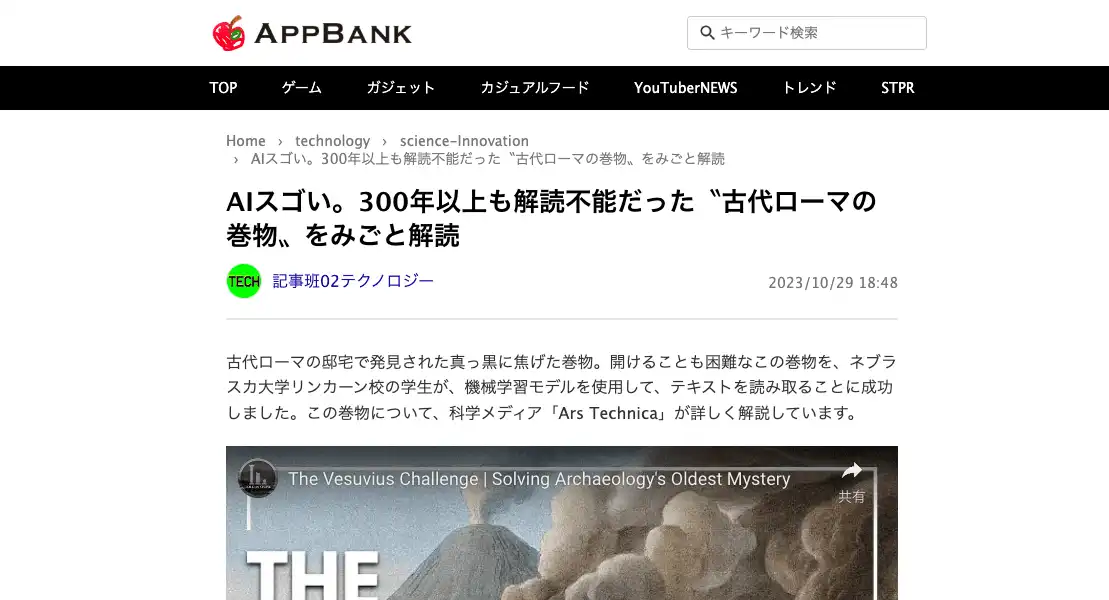 APPBANK
キーワード検索
TOP ゲーム ガジェット カジュアルフード YouTuberNEWS トレンド STPR
Home › technology › science-Innovation
› AIスゴい。300年以上も解読不能だった〝古代ローマの巻物〟をみごと解読
AIスゴい。300年以上も解読不能だった〝古代ローマの
巻物〟をみごと解読
TECH 記事班02テクノロジー
2023/10/29 18:48
古代ローマの邸宅で発見された真っ黒に焦げた巻物。開けることも困難なこの巻物を、ネブラ
スカ大学リンカーン校の学生が、機械学習モデルを使用して、テキストを読み取ることに成功
しました。この巻物について、科学メディア「Ars Technica」が詳しく解説しています。
The Vesuvius Challenge | Solving Archaeology's Oldest Mystery
共有
THE